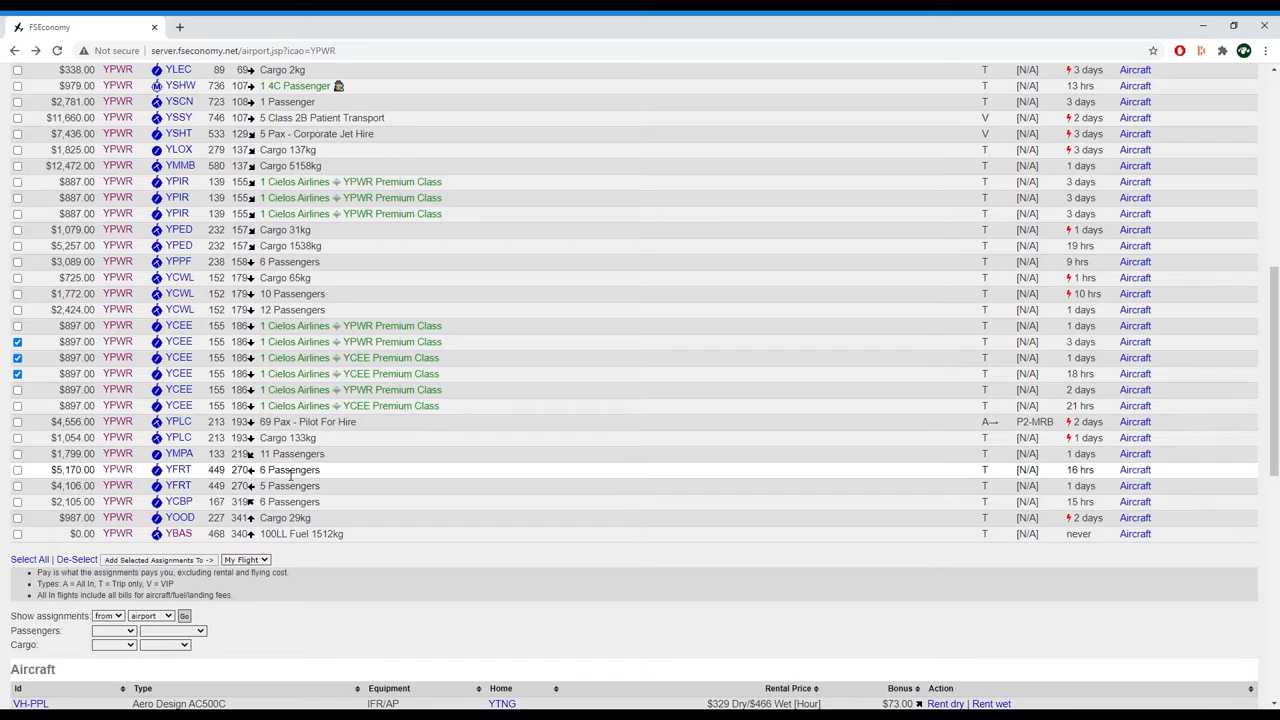 FSEconomy
Not secure server.fseconomy.net/airport.jsp?icao=YPWR
$338.00 YPWR YLEC 89 69 Cargo 2kg T [N/A] 3 days Aircraft
$979.00 YPWR M YSHW 736 107 1 4C Passenger T [N/A] 13 hrs Aircraft
$2,781.00 YPWR YSCN 723 108 1 Passenger T [N/A] 3 days Aircraft
$11,660.00 YPWR YSSY 746 107 5 Class 2B Patient Transport V [N/A] 2 days Aircraft
$7,436.00 YPWR YSHT 533 129 5 Pax - Corporate Jet Hire V [N/A] 3 days Aircraft
$1,825.00 YPWR YLOX 279 137 Cargo 137kg T [N/A] 3 days Aircraft
$12,472.00 YPWR YMMB 580 137 Cargo 5158kg T [N/A] 1 days Aircraft
$887.00 YPWR YPIR 139 155 1 Cielos Airlines YPWR Premium Class T [N/A] 3 days Aircraft
$887.00 YPWR YPIR 139 155 1 Cielos Airlines YPWR Premium Class T [N/A] 3 days Aircraft
$887.00 YPWR YPIR 139 155 1 Cielos Airlines YPWR Premium Class T [N/A] 3 days Aircraft
$1,079.00 YPWR YPED 232 157 Cargo 31kg T [N/A] 1 days Aircraft
$5,257.00 YPWR YPED 232 157 Cargo 1538kg T [N/A] 19 hrs Aircraft
$3,089.00 YPWR YPPF 238 158 6 Passengers T [N/A] 9 hrs Aircraft
$725.00 YPWR YCWL 152 179 Cargo 65kg T [N/A] 1 hrs Aircraft
$1,772.00 YPWR YCWL 152 179 10 Passengers T [N/A] 10 hrs Aircraft
$2,424.00 YPWR YCWL 152 179 12 Passengers T [N/A] 1 days Aircraft
$897.00 YPWR YCEE 155 186 1 Cielos Airlines YPWR Premium Class T [N/A] 1 days Aircraft
$897.00 YPWR YCEE 155 186 1 Cielos Airlines YPWR Premium Class T [N/A] 3 days Aircraft
$897.00 YPWR YCEE 155 186 1 Cielos Airlines YCEE Premium Class T [N/A] 1 days Aircraft
$897.00 YPWR YCEE 155 186 1 Cielos Airlines YCEE Premium Class T [N/A] 18 hrs Aircraft
$897.00 YPWR YCEE 155 186 1 Cielos Airlines YPWR Premium Class T [N/A] 2 days Aircraft
$897.00 YPWR YCEE 155 186 1 Cielos Airlines YCEE Premium Class T [N/A] 21 hrs Aircraft
$4,556.00 YPWR YPLC 213 193 69 Pax - Pilot For Hire A→ P2-MRB 2 days Aircraft
$1,054.00 YPWR YPLC 213 193 Cargo 133kg T [N/A] 1 days Aircraft
$1,799.00 YPWR YMPA 133 219 11 Passengers T [N/A] 1 days Aircraft
$5,170.00 YPWR YFRT 449 270 6 Passengers T [N/A] 16 hrs Aircraft
$4,106.00 YPWR YFRT 449 270 5 Passengers T [N/A] 1 days Aircraft
$2,105.00 YPWR YCBP 167 319 6 Passengers T [N/A] 15 hrs Aircraft
$987.00 YPWR YOOD 227 341 Cargo 29kg T [N/A] 2 days Aircraft
$0.00 YPWR YBAS 468 340 100LL Fuel 1512kg T [N/A] never Aircraft
Select All | De-Select Add Selected Assignments To -> My Flight
• Pay is what the assignments pays you, excluding rental and flying cost.
• Types: A = All In, T = Trip only, V = VIP
• All In flights include all bills for aircraft/fuel/landing fees.
Show assignments: from airport Go
Passengers:
Cargo:
Aircraft
Id Type Equipment Home Rental Price Bonus Action
VH-PPL Aero Design AC500C IFR/AP YTNG $329 Dry/$466 Wet [Hour] $73.00 Rent dry | Rent wet